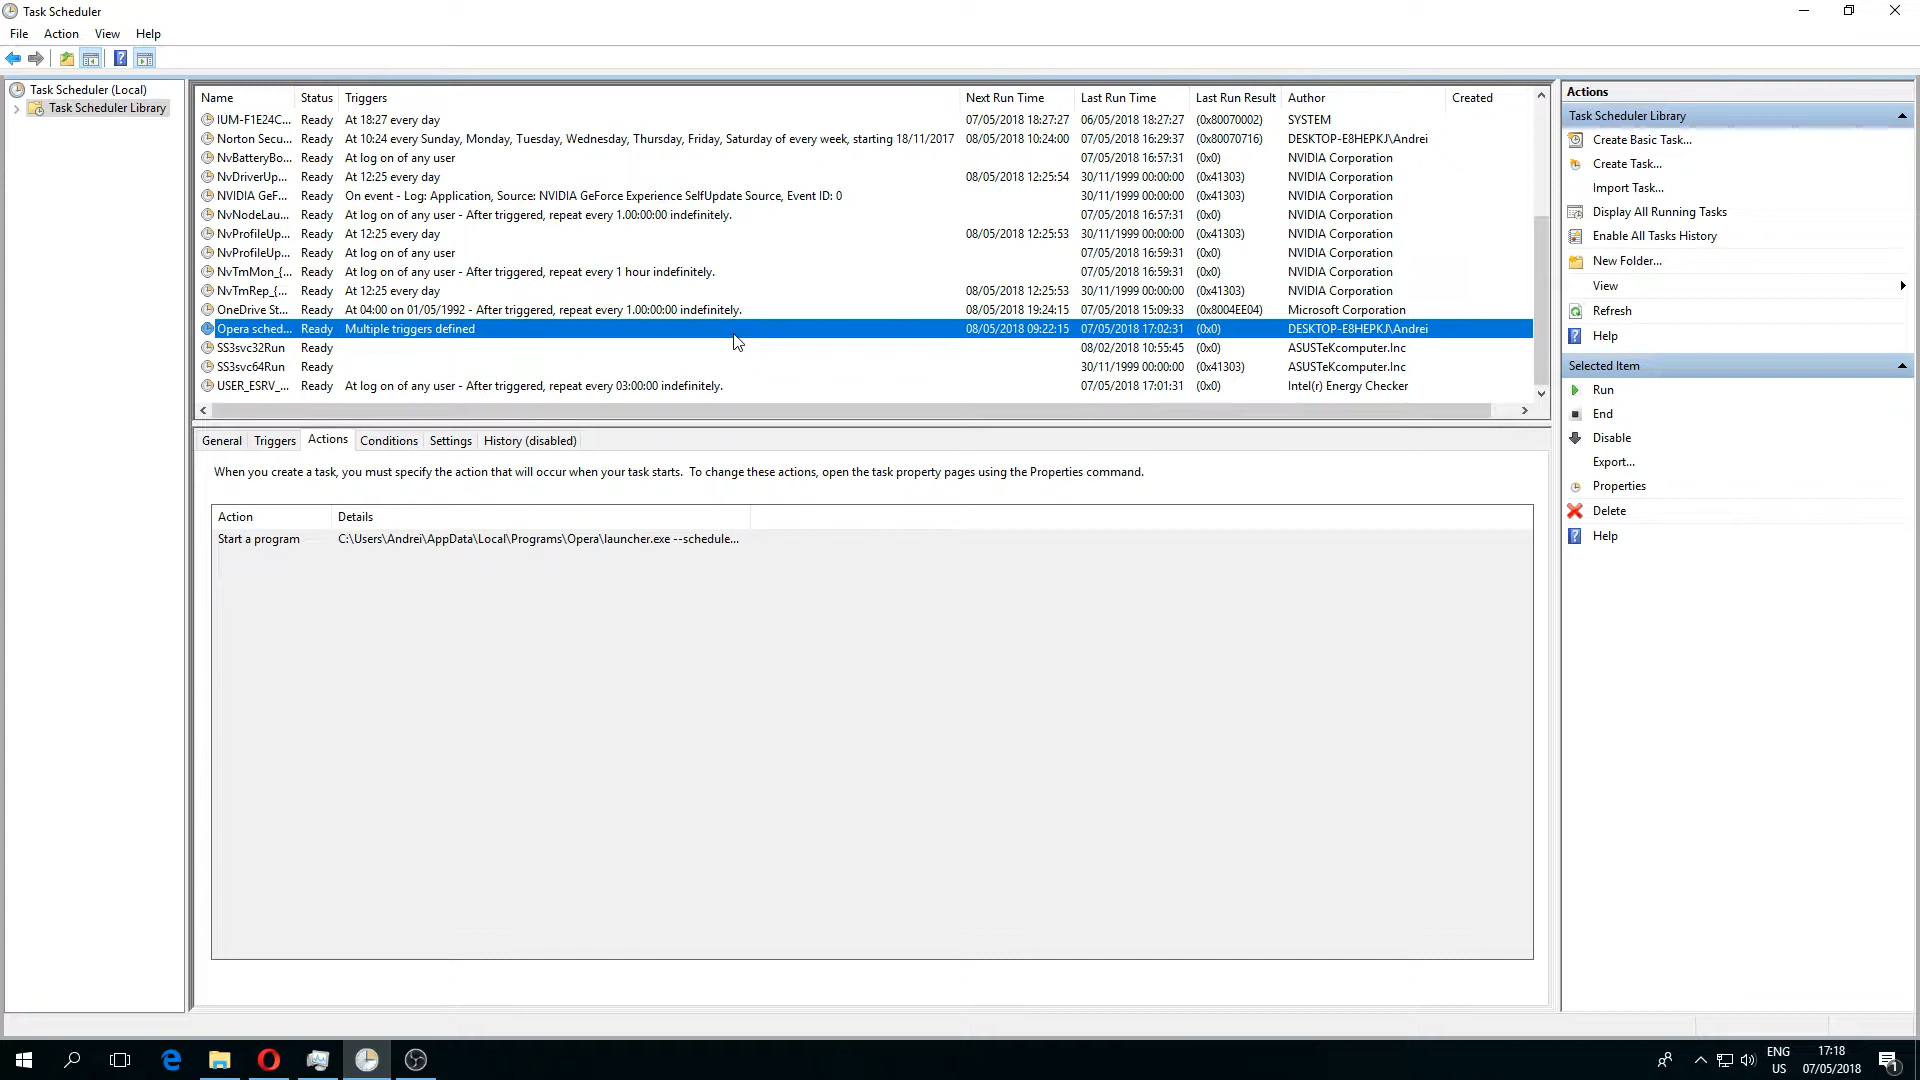 Task Scheduler
File Action View Help
Task Scheduler (Local)
Task Scheduler Library
Name Status Triggers Next Run Time Last Run Time Last Run Result Author Created
IUM-F1E24C... Ready At 18:27 every day 07/05/2018 18:27:27 06/05/2018 18:27:27 (0x80070002) SYSTEM
Norton Secu... Ready At 10:24 every Sunday, Monday, Tuesday, Wednesday, Thursday, Friday, Saturday of every week, starting 18/11/2017 08/05/2018 10:24:00 07/05/2018 16:29:37 (0x80070716) DESKTOP-E8HEPKJ\Andrei
NvBatteryBo... Ready At log on of any user 07/05/2018 16:57:31 (0x0) NVIDIA Corporation
NvDriverUp... Ready At 12:25 every day 08/05/2018 12:25:54 30/11/1999 00:00:00 (0x41303) NVIDIA Corporation
NVIDIA GeF... Ready On event - Log: Application, Source: NVIDIA GeForce Experience SelfUpdate Source, Event ID: 0 30/11/1999 00:00:00 (0x41303) NVIDIA Corporation
NvNodeLau... Ready At log on of any user - After triggered, repeat every 1.00:00:00 indefinitely. 07/05/2018 16:57:31 (0x0) NVIDIA Corporation
NvProfileUp... Ready At 12:25 every day 08/05/2018 12:25:53 30/11/1999 00:00:00 (0x41303) NVIDIA Corporation
NvProfileUp... Ready At log on of any user 07/05/2018 16:59:31 (0x0) NVIDIA Corporation
NvTmMon_{... Ready At log on of any user - After triggered, repeat every 1 hour indefinitely. 07/05/2018 16:59:31 (0x0) NVIDIA Corporation
NvTmRep_{... Ready At 12:25 every day 08/05/2018 12:25:53 30/11/1999 00:00:00 (0x41303) NVIDIA Corporation
OneDrive St... Ready At 04:00 on 01/05/1992 - After triggered, repeat every 1.00:00:00 indefinitely. 08/05/2018 19:24:15 07/05/2018 15:09:33 (0x8004EE04) Microsoft Corporation
Opera sched... Ready Multiple triggers defined 08/05/2018 09:22:15 07/05/2018 17:02:31 (0x0) DESKTOP-E8HEPKJ\Andrei
SS3svc32Run Ready 08/02/2018 10:55:45 (0x0) ASUSTeKcomputer.Inc
SS3svc64Run Ready 30/11/1999 00:00:00 (0x41303) ASUSTeKcomputer.Inc
USER_ESRV_... Ready At log on of any user - After triggered, repeat every 03:00:00 indefinitely. 07/05/2018 17:01:31 (0x0) Intel(r) Energy Checker
General Triggers Actions Conditions Settings History (disabled)
When you create a task, you must specify the action that will occur when your task starts. To change these actions, open the task property pages using the Properties command.
Action Details
Start a program C:\Users\Andrei\AppData\Local\Programs\Opera\launcher.exe --schedule...
Actions
Task Scheduler Library
Create Basic Task...
Create Task...
Import Task...
Display All Running Tasks
Enable All Tasks History
New Folder...
View
Refresh
Help
Selected Item
Run
End
Disable
Export...
Properties
Delete
Help
ENG
US
17:18
07/05/2018
1